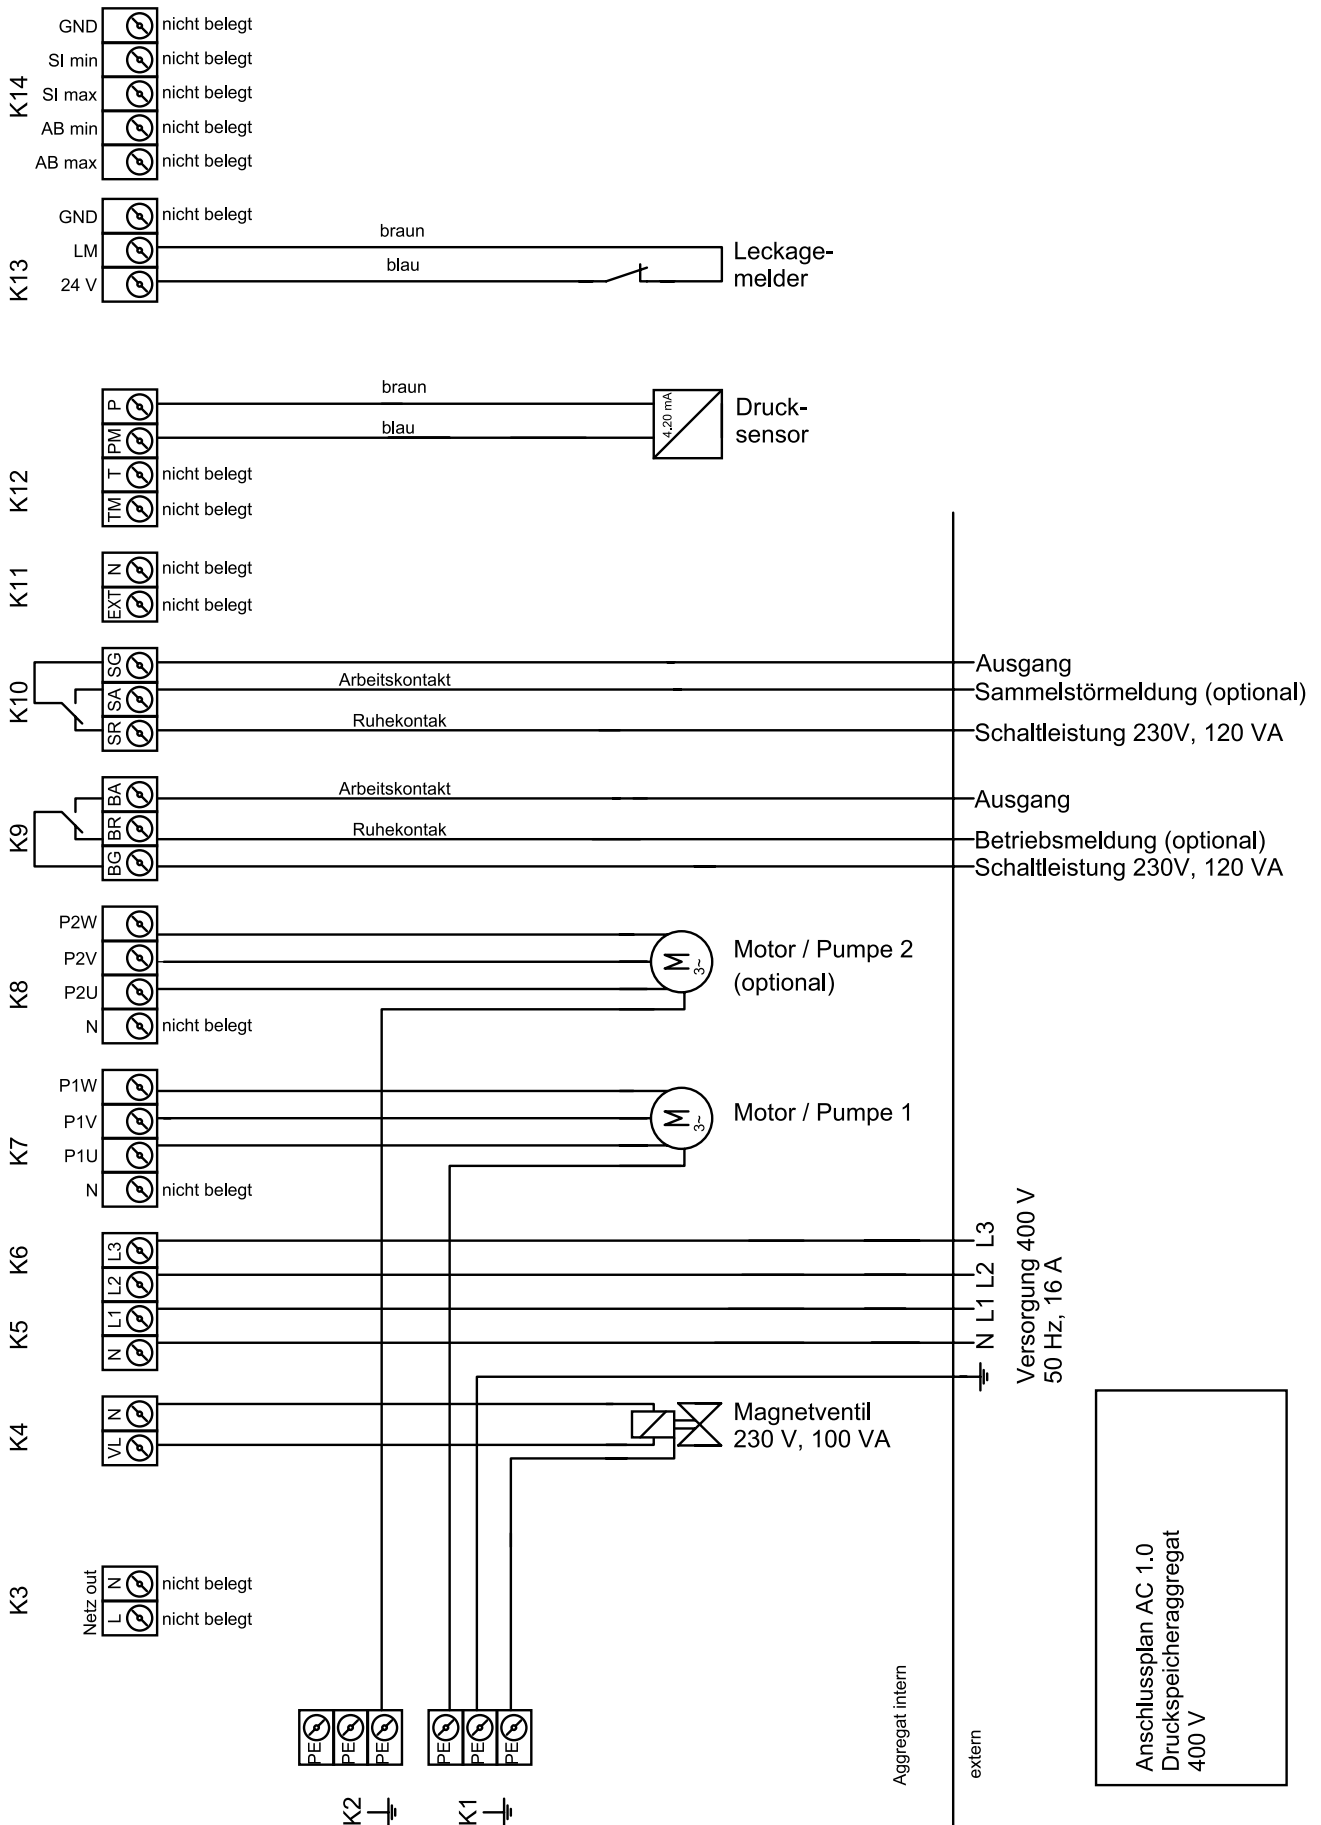 K14
GND nicht belegt
SI min nicht belegt
SI max nicht belegt
AB min nicht belegt
AB max nicht belegt
K13
GND nicht belegt
LM braun
24 V blau
Leckage-
melder
K12
P braun
PM blau
4.20 mA
Druck-
sensor
T nicht belegt
TM nicht belegt
K11
N nicht belegt
EXT nicht belegt
K10
SG Ausgang
SA Arbeitskontakt Sammelstörmeldung (optional)
SR Ruhekontak Schaltleistung 230V, 120 VA
K9
BA Arbeitskontakt Ausgang
BR Ruhekontak Betriebsmeldung (optional)
BG Schaltleistung 230V, 120 VA
K8
P2W
P2V
P2U
N nicht belegt
M
3~
Motor / Pumpe 2
(optional)
K7
P1W
P1V
P1U
N nicht belegt
M
3~
Motor / Pumpe 1
K6
L3 L3
L2 L2
K5
L1 L1
N N
Versorgung 400 V
50 Hz, 16 A
K4
N
VL
Magnetventil
230 V, 100 VA
K3
Netz out
N nicht belegt
L nicht belegt
PE PE PE
K2
PE PE PE
K1
Aggregat intern
extern
Anschlussplan AC 1.0
Druckspeicheraggregat
400 V